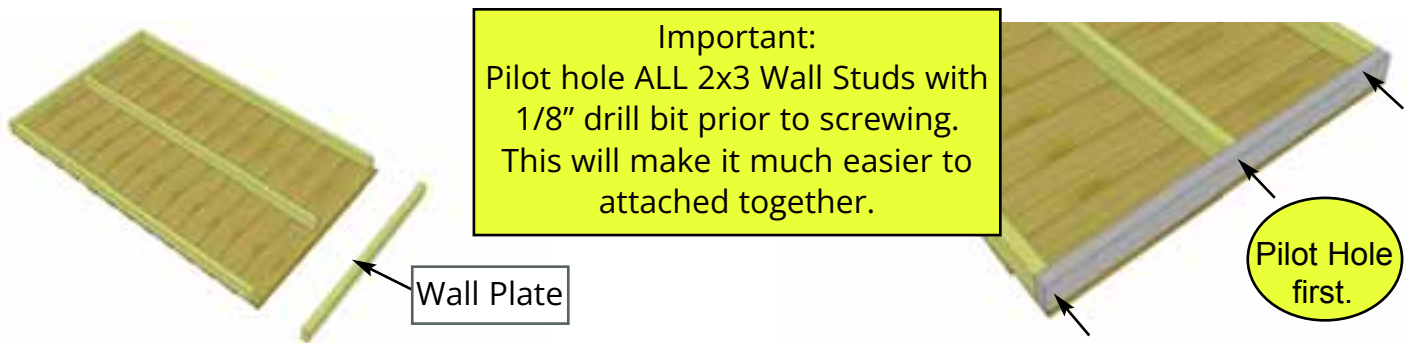 Important:
Pilot hole ALL 2x3 Wall Studs with
1/8” drill bit prior to screwing.
This will make it much easier to
attached together.
Wall Plate
Pilot Hole
first.